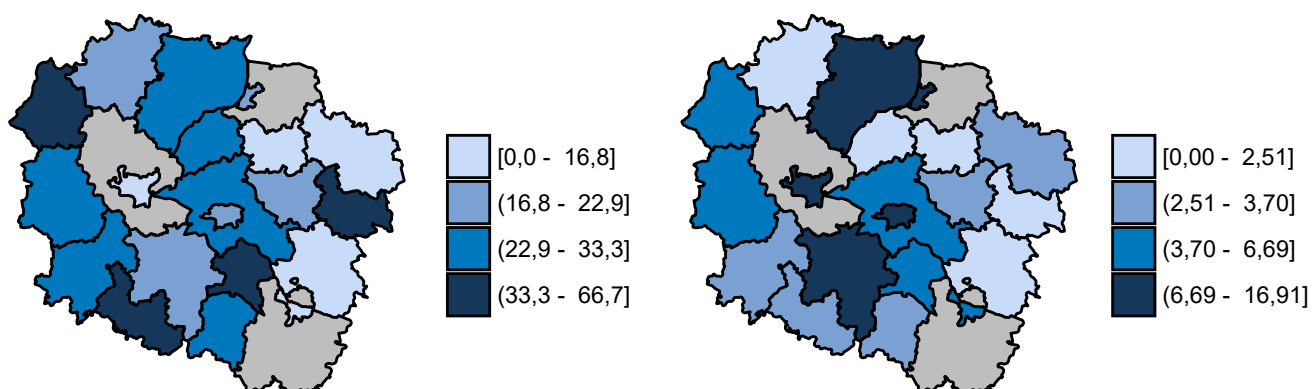 [0,0 - 16,8]
(16,8 - 22,9]
(22,9 - 33,3]
(33,3 - 66,7]
[0,00 - 2,51]
(2,51 - 3,70]
(3,70 - 6,69]
(6,69 - 16,91]